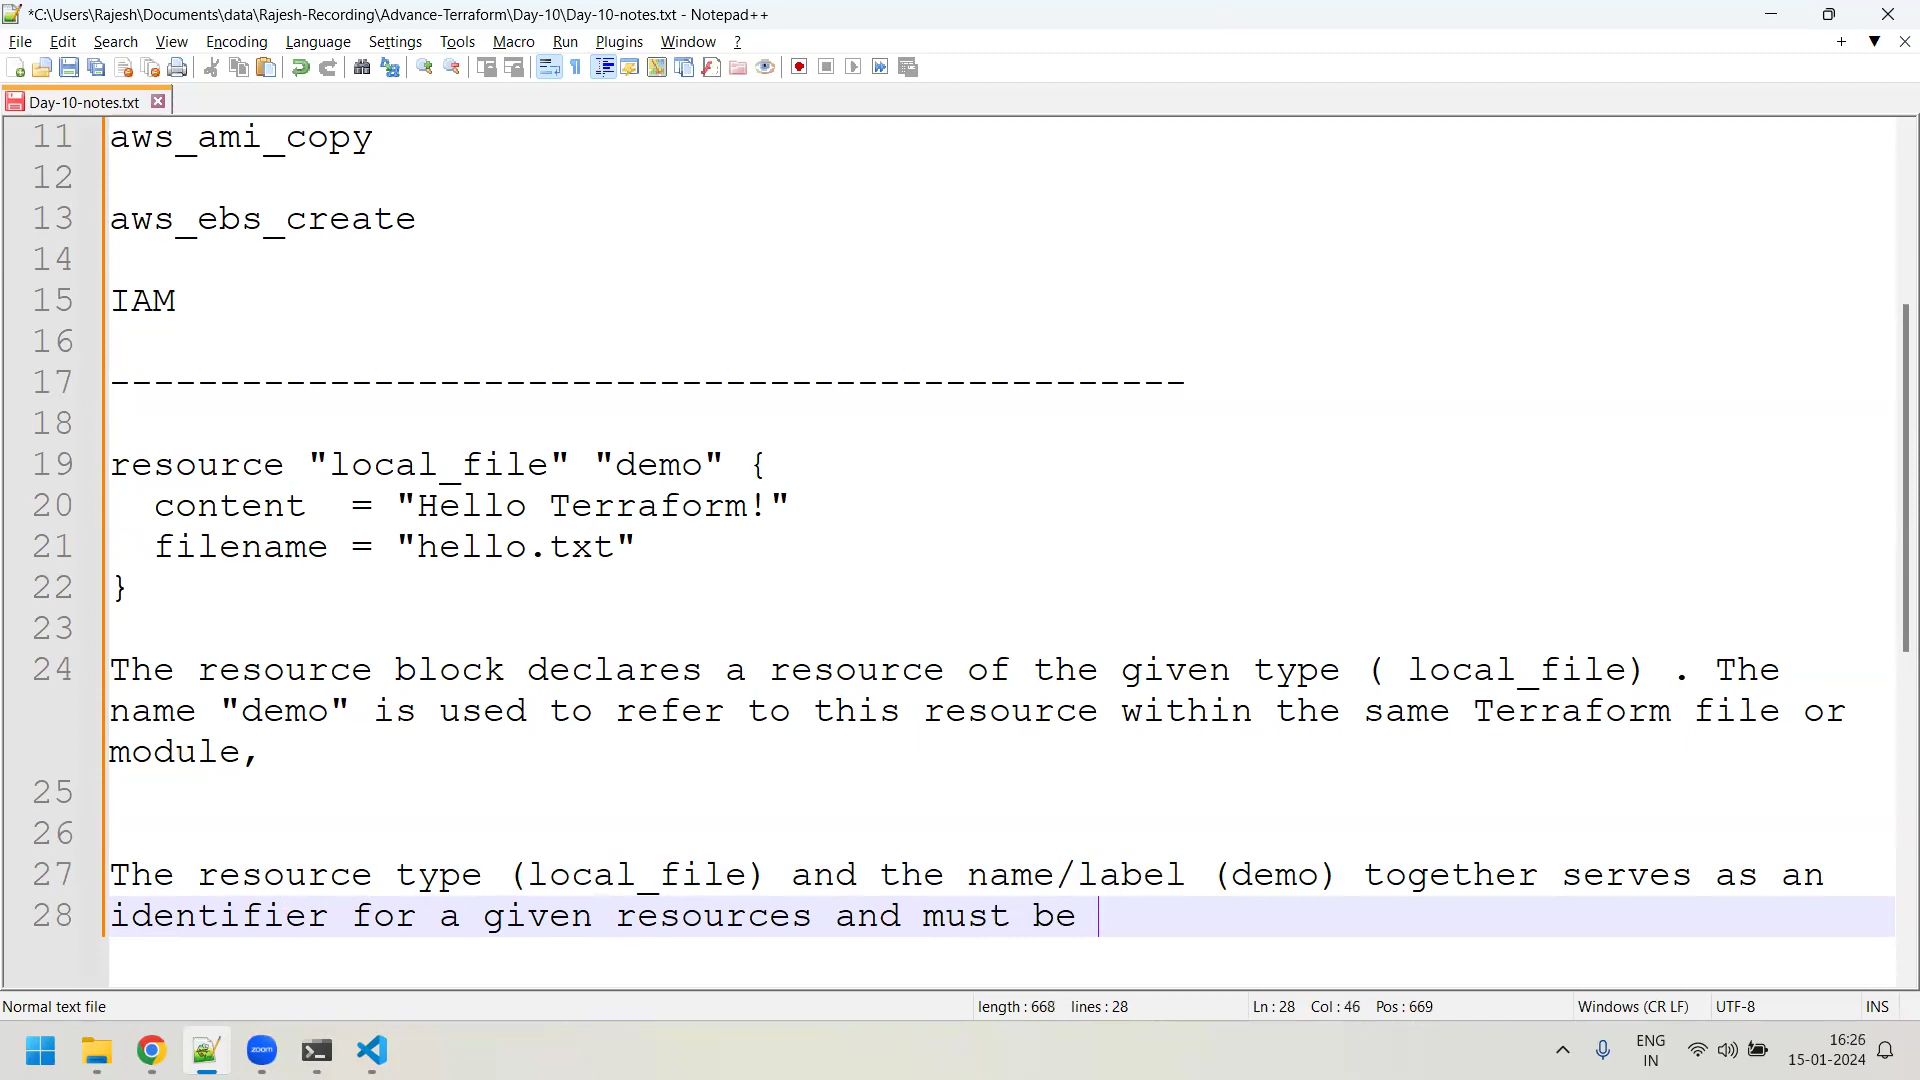 *C:\Users\Rajesh\Documents\data\Rajesh-Recording\Advance-Terraform\Day-10\Day-10-notes.txt - Notepad++
File Edit Search View Encoding Language Settings Tools Macro Run Plugins Window ?
Day-10-notes.txt
11 aws_ami_copy
12
13 aws_ebs_create
14
15 IAM
16
17 -------------------------------------------------
18
19 resource "local_file" "demo" {
20 content = "Hello Terraform!"
21 filename = "hello.txt"
22 }
23
24 The resource block declares a resource of the given type ( local_file) . The
name "demo" is used to refer to this resource within the same Terraform file or
module,
25
26
27 The resource type (local_file) and the name/label (demo) together serves as an
28 identifier for a given resources and must be
Normal text file length : 668 lines : 28 Ln : 28 Col : 46 Pos : 669 Windows (CR LF) UTF-8 INS
zoom
ENG
IN
16:26
15-01-2024